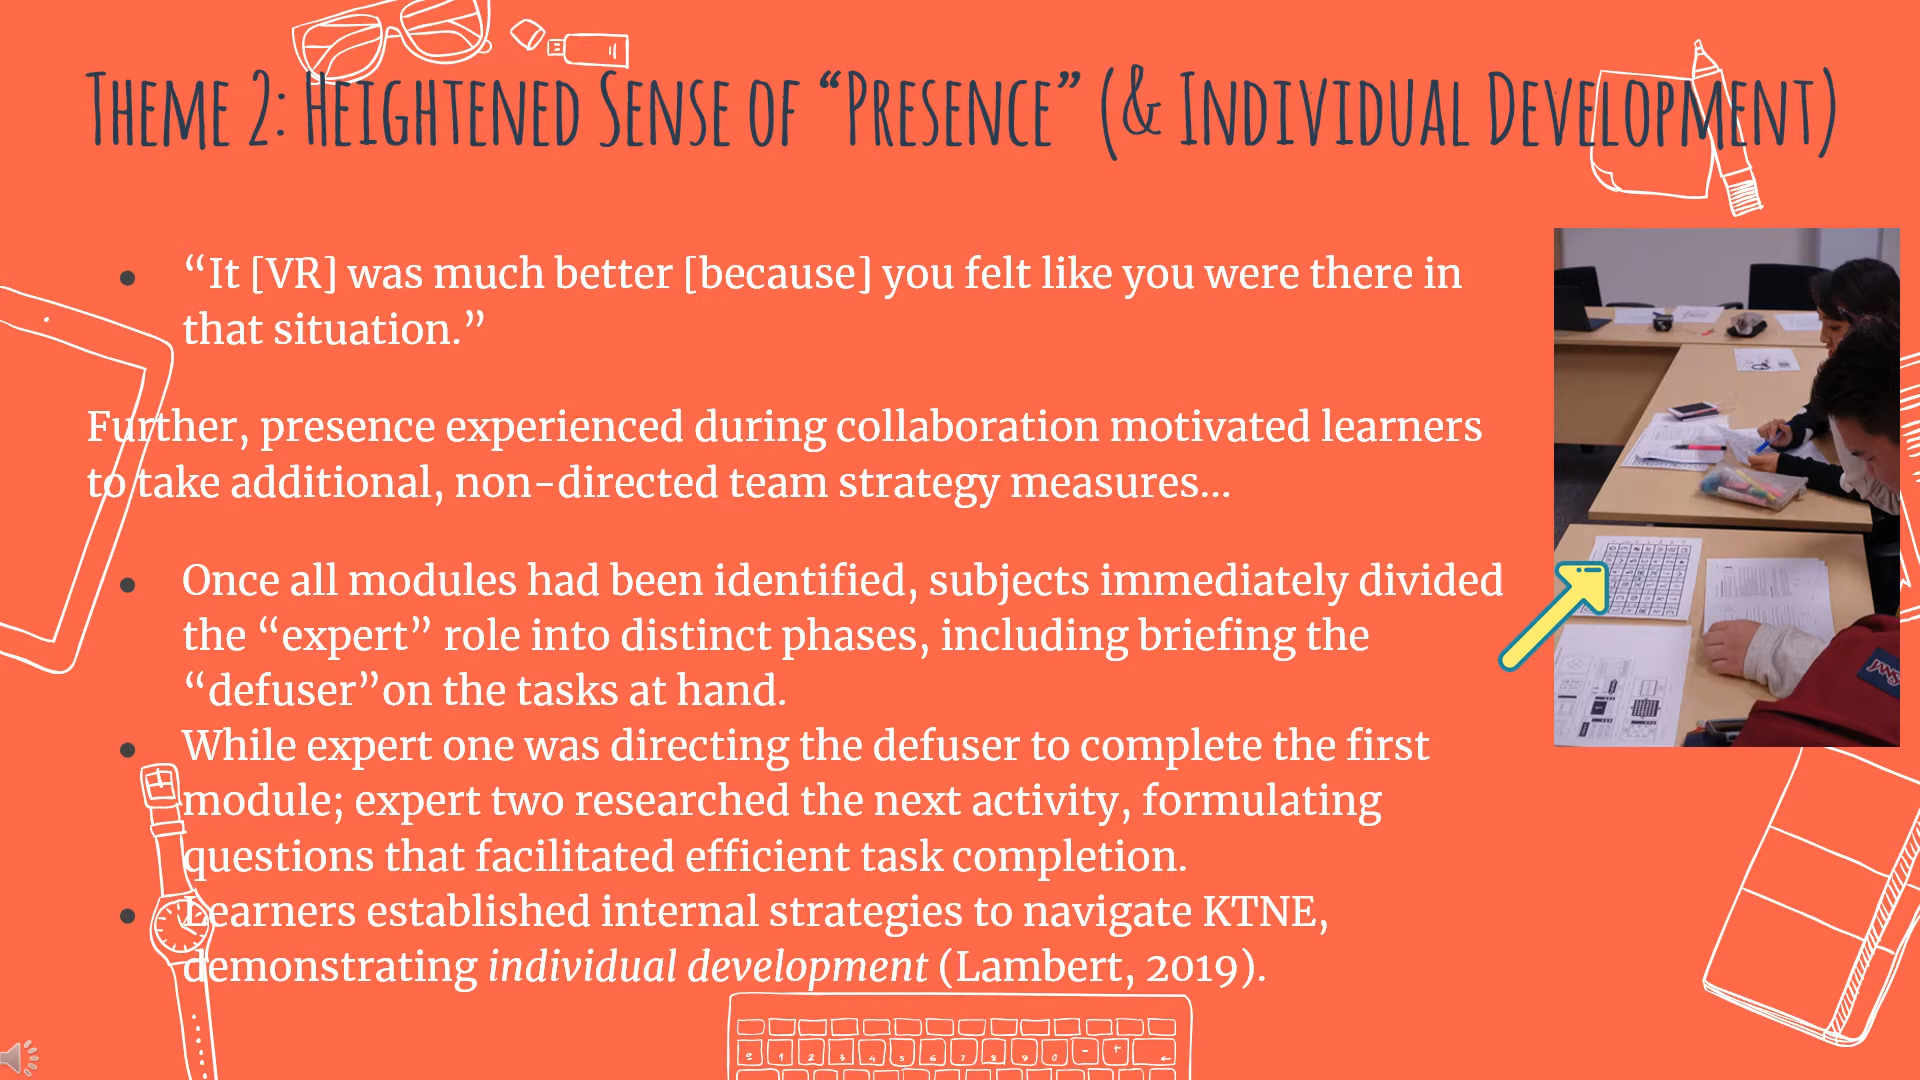 Theme 2: Heightened Sense of “Presence” (& Individual Development)
● “It [VR] was much better [because] you felt like you were there in
that situation.”
Further, presence experienced during collaboration motivated learners
to take additional, non-directed team strategy measures...
● Once all modules had been identified, subjects immediately divided
the “expert” role into distinct phases, including briefing the
“defuser”on the tasks at hand.
● While expert one was directing the defuser to complete the first
module; expert two researched the next activity, formulating
questions that facilitated efficient task completion.
● Learners established internal strategies to navigate KTNE,
demonstrating individual development (Lambert, 2019).